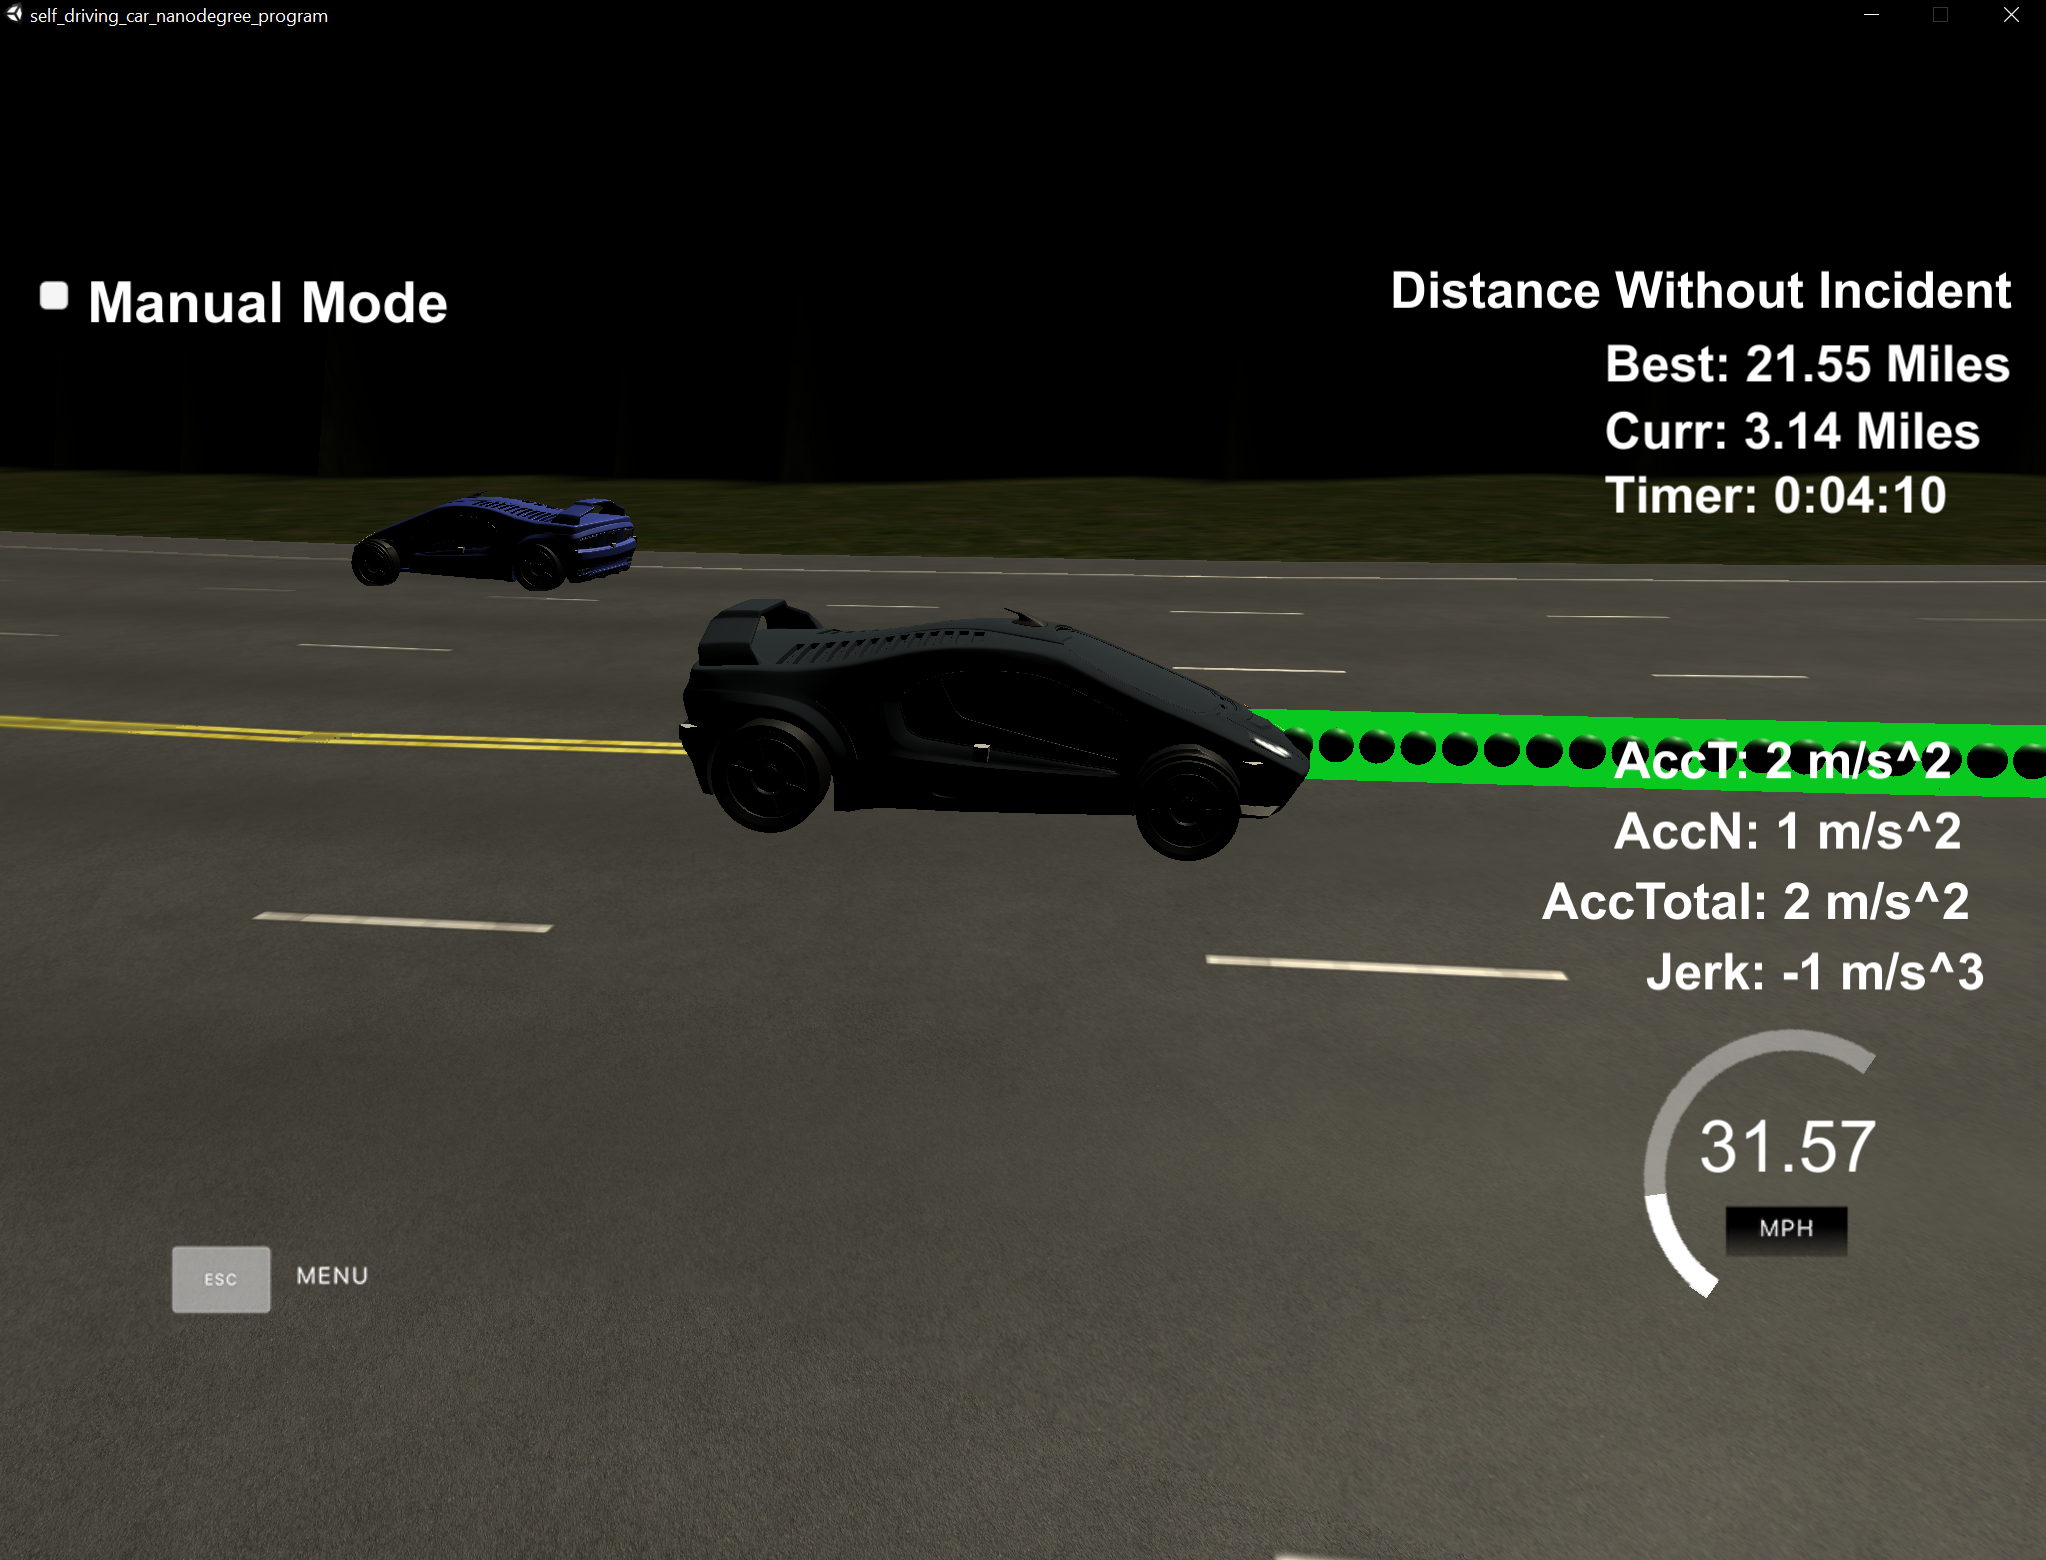 self_driving_car_nanodegree_program
Manual Mode
Distance Without Incident
Best: 21.55 Miles
Curr: 3.14 Miles
Timer: 0:04:10
AccT: 2 m/s^2
AccN: 1 m/s^2
AccTotal: 2 m/s^2
Jerk: -1 m/s^3
31.57
MPH
ESC MENU